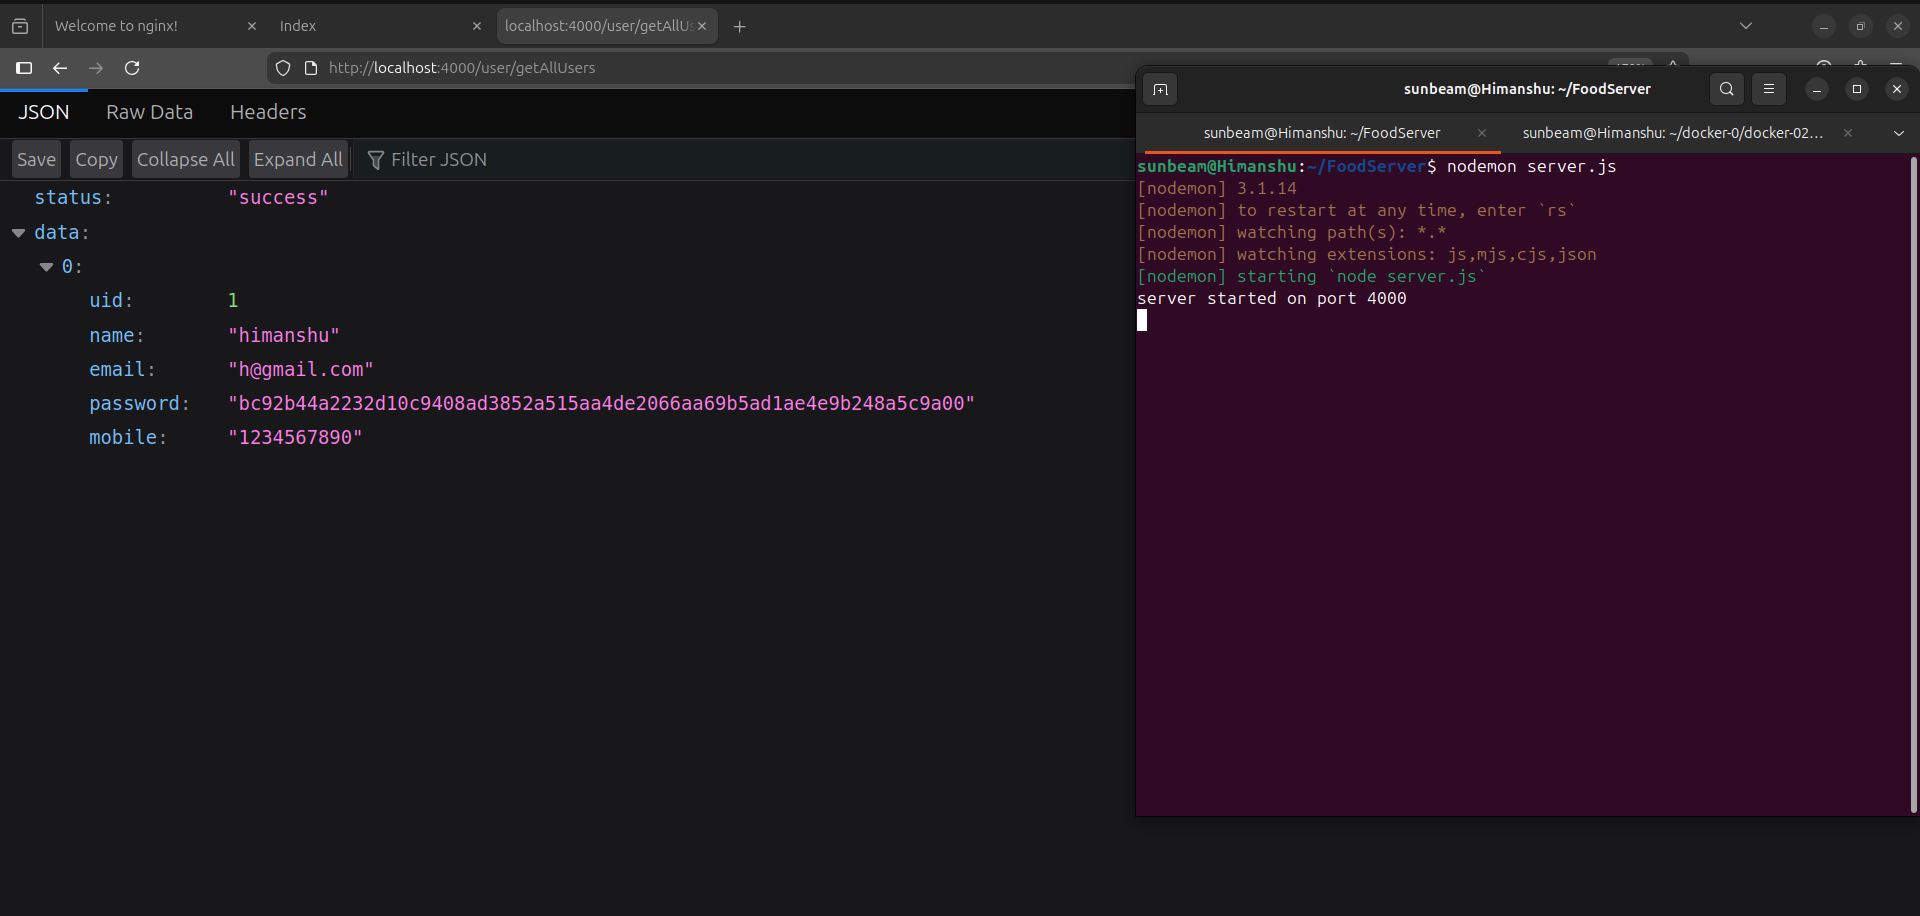 Welcome to nginx!
Index
localhost:4000/user/getAllUs
http://localhost:4000/user/getAllUsers
JSON Raw Data Headers
Save Copy Collapse All Expand All Filter JSON
status: "success"
data:
0:
uid: 1
name: "himanshu"
email: "h@gmail.com"
password: "bc92b44a2232d10c9408ad3852a515aa4de2066aa69b5ad1ae4e9b248a5c9a00"
mobile: "1234567890"
sunbeam@Himanshu: ~/FoodServer
sunbeam@Himanshu: ~/FoodServer
sunbeam@Himanshu: ~/docker-0/docker-02...
sunbeam@Himanshu:~/FoodServer$ nodemon server.js
[nodemon] 3.1.14
[nodemon] to restart at any time, enter `rs`
[nodemon] watching path(s): *.*
[nodemon] watching extensions: js,mjs,cjs,json
[nodemon] starting `node server.js`
server started on port 4000